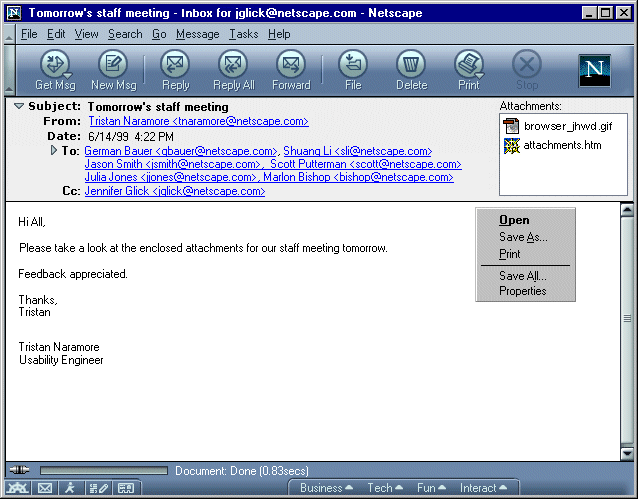 Tomorrow's staff meeting - Inbox for jglick@netscape.com - Netscape
File Edit View Search Go Message Tasks Help
Get Msg New Msg Reply Reply All Forward File Delete Print Stop
N
Subject: Tomorrow's staff meeting
From: Tristan Naramore <tnaramore@netscape.com>
Date: 6/14/99 4:22 PM
To: German Bauer <gbauer@netscape.com>, Shuang Li <sli@netscape.com>
Jason Smith <jsmith@netscape.com>, Scott Putterman <scott@netscape.com>
Julia Jones <jjones@netscape.com>, Marlon Bishop <bishop@netscape.com>
Cc: Jennifer Glick <jglick@netscape.com>
Attachments:
browser_jhwd.gif
attachments.htm
Hi All,
Please take a look at the enclosed attachments for our staff meeting tomorrow.
Feedback appreciated.
Thanks,
Tristan
Tristan Naramore
Usability Engineer
Open
Save As...
Print
Save All...
Properties
Document: Done (0.83secs)
Business Tech Fun Interact